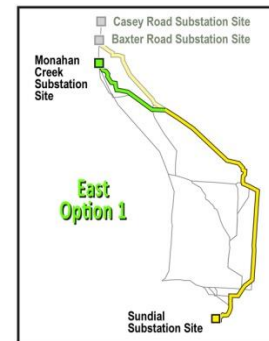 Casey Road Substation Site
Baxter Road Substation Site
Monahan
Creek
Substation
Site
East
Option 1
Sundial
Substation Site